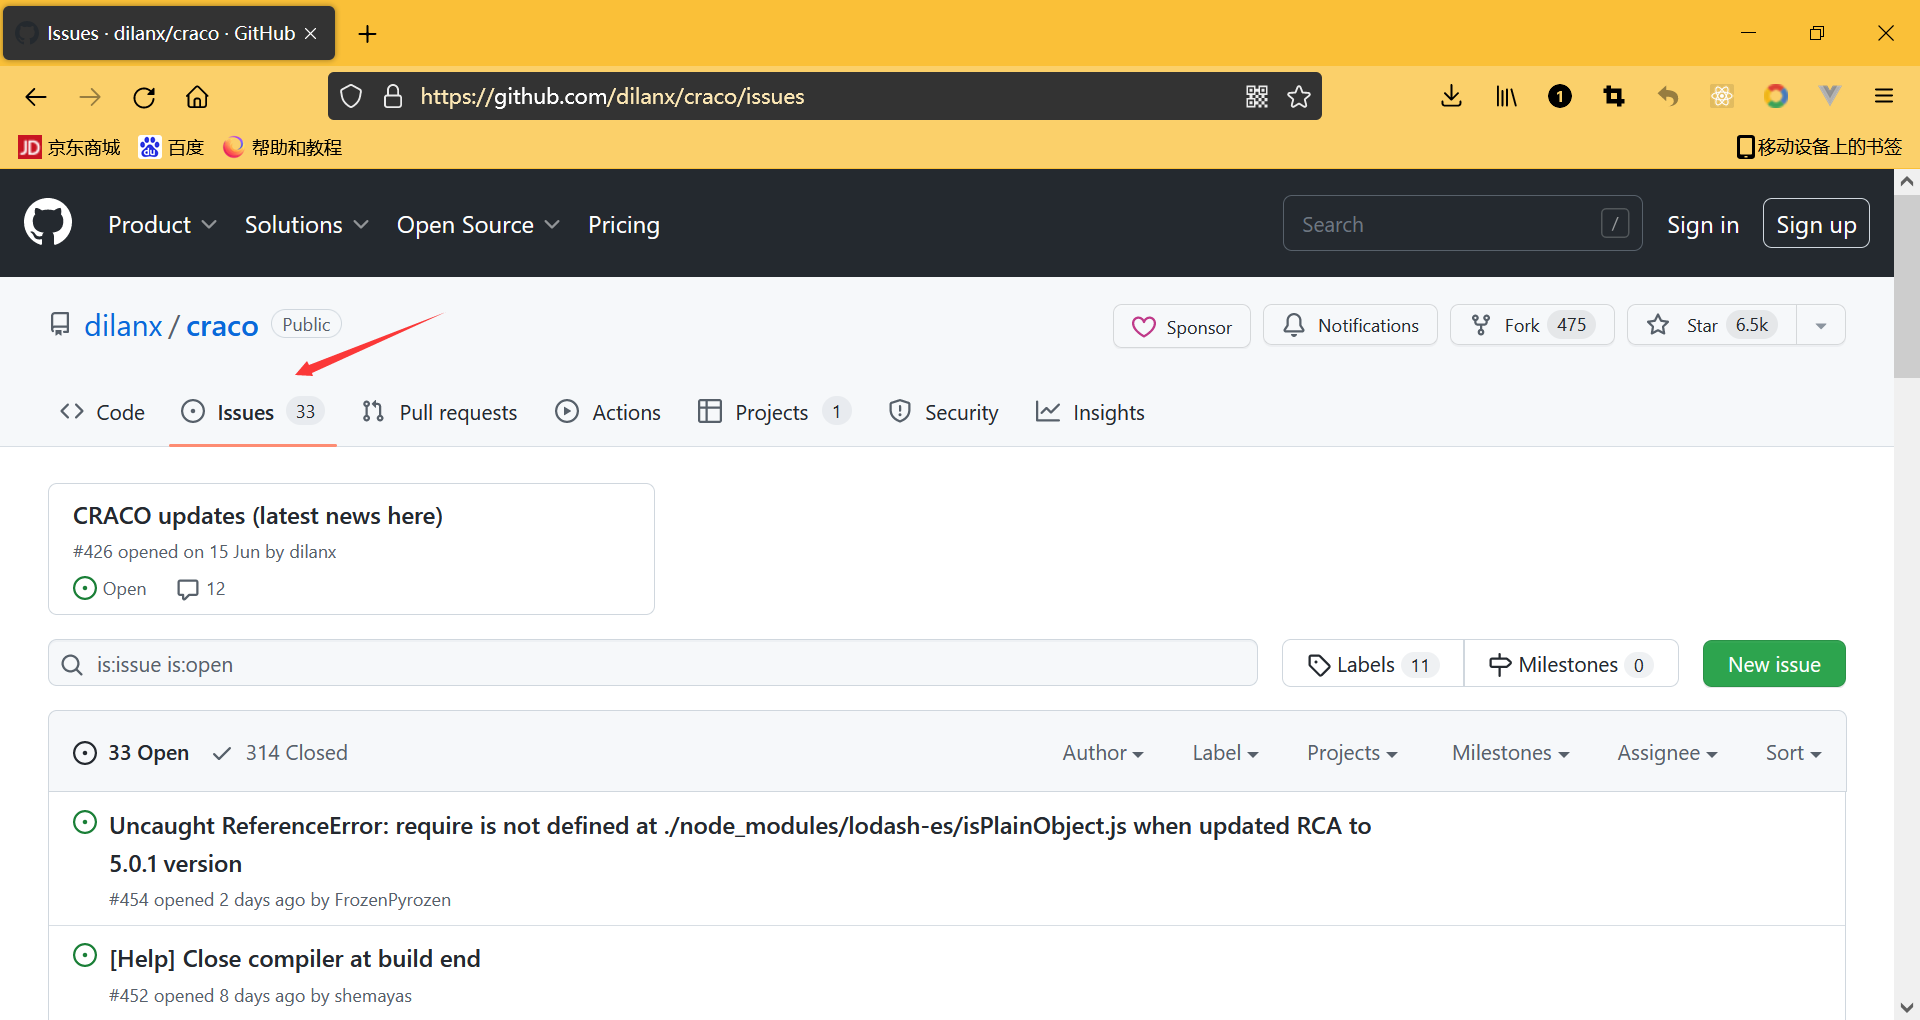 Issues · dilanx/craco · GitHub
https://github.com/dilanx/craco/issues
1
JD 京东商城 du 百度 帮助和教程 移动设备上的书签
Product Solutions Open Source Pricing Search / Sign in Sign up
dilanx / craco Public Sponsor Notifications Fork 475 Star 6.5k
Code Issues 33 Pull requests Actions Projects 1 Security Insights
CRACO updates (latest news here)
#426 opened on 15 Jun by dilanx
Open 12
is:issue is:open Labels 11 Milestones 0 New issue
33 Open 314 Closed Author Label Projects Milestones Assignee Sort
Uncaught ReferenceError: require is not defined at ./node_modules/lodash-es/isPlainObject.js when updated RCA to
5.0.1 version
#454 opened 2 days ago by FrozenPyrozen
[Help] Close compiler at build end
#452 opened 8 days ago by shemayas